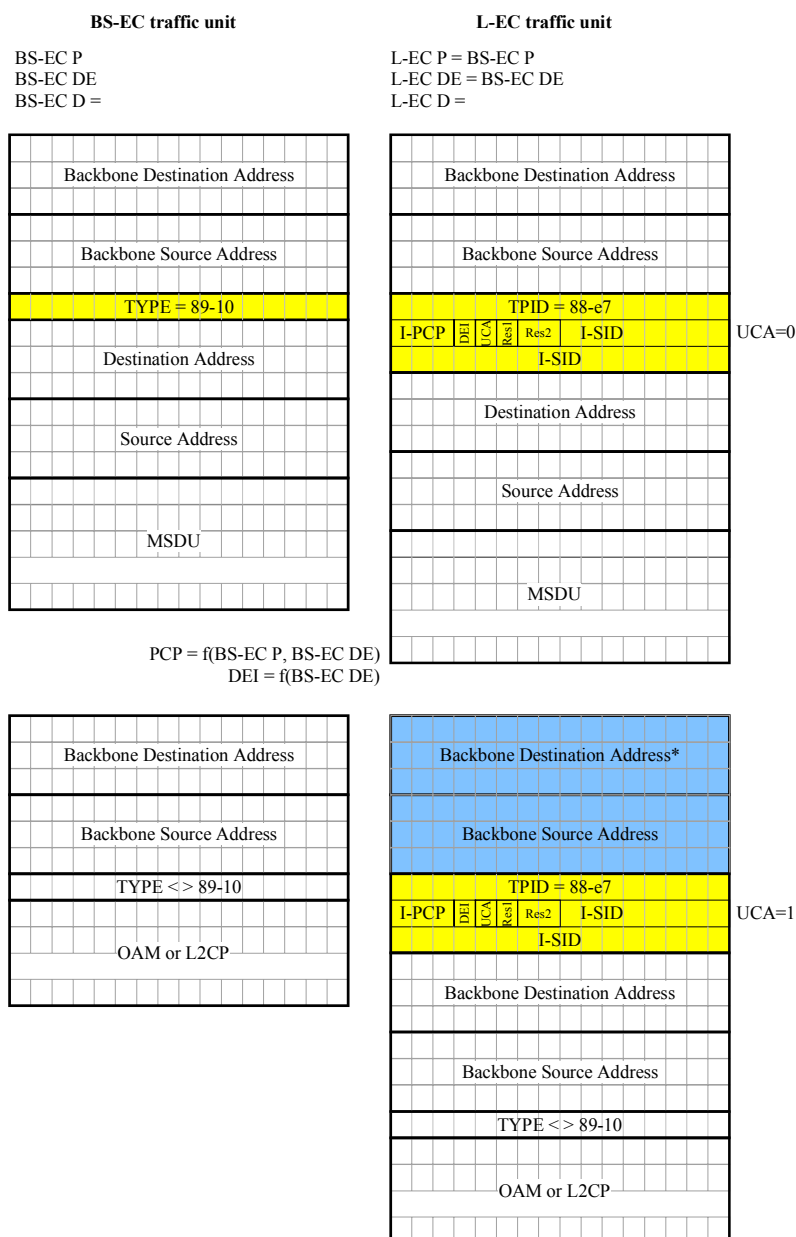 BS-EC traffic unit
L-EC traffic unit
BS-EC P
BS-EC DE
BS-EC D =
L-EC P = BS-EC P
L-EC DE = BS-EC DE
L-EC D =
Backbone Destination Address
Backbone Source Address
TYPE = 89-10
Destination Address
Source Address
MSDU
Backbone Destination Address
Backbone Source Address
TPID = 88-e7
I-PCP DEI UCA Res1 Res2 I-SID
UCA=0
I-SID
Destination Address
Source Address
MSDU
PCP = f(BS-EC P, BS-EC DE)
DEI = f(BS-EC DE)
Backbone Destination Address
Backbone Source Address
TYPE < > 89-10
OAM or L2CP
Backbone Destination Address*
Backbone Source Address
TPID = 88-e7
I-PCP DEI UCA Res1 Res2 I-SID
UCA=1
I-SID
Backbone Destination Address
Backbone Source Address
TYPE < > 89-10
OAM or L2CP